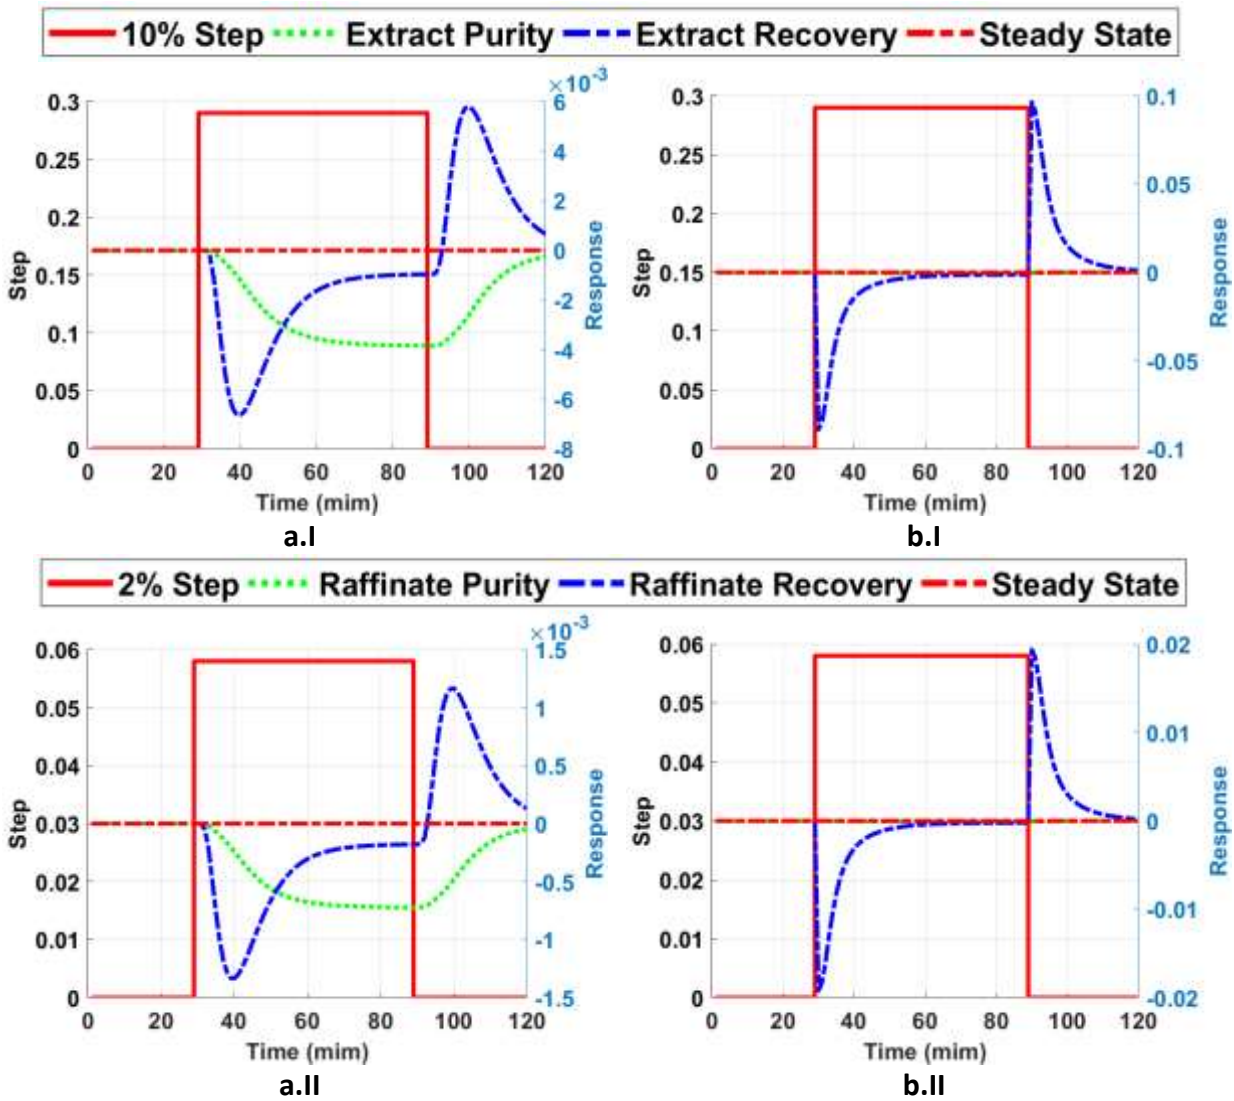 10% Step Extract Purity Extract Recovery Steady State
×10⁻³
0.3
0.25
0.2
0.15
0.1
0.05
0
Step
6
4
2
0
-2
-4
-6
-8
Response
0 20 40 60 80 100 120
Time (mim)
a.I
0.3
0.25
0.2
0.15
0.1
0.05
0
Step
0.1
0.05
0
-0.05
-0.1
Response
0 20 40 60 80 100 120
Time (mim)
b.I
2% Step Raffinate Purity Raffinate Recovery Steady State
×10⁻³
0.06
0.05
0.04
0.03
0.02
0.01
0
Step
1.5
1
0.5
0
-0.5
-1
-1.5
Response
0 20 40 60 80 100 120
Time (mim)
a.II
0.06
0.05
0.04
0.03
0.02
0.01
0
Step
0.02
0.01
0
-0.01
-0.02
Response
0 20 40 60 80 100 120
Time (mim)
b.II